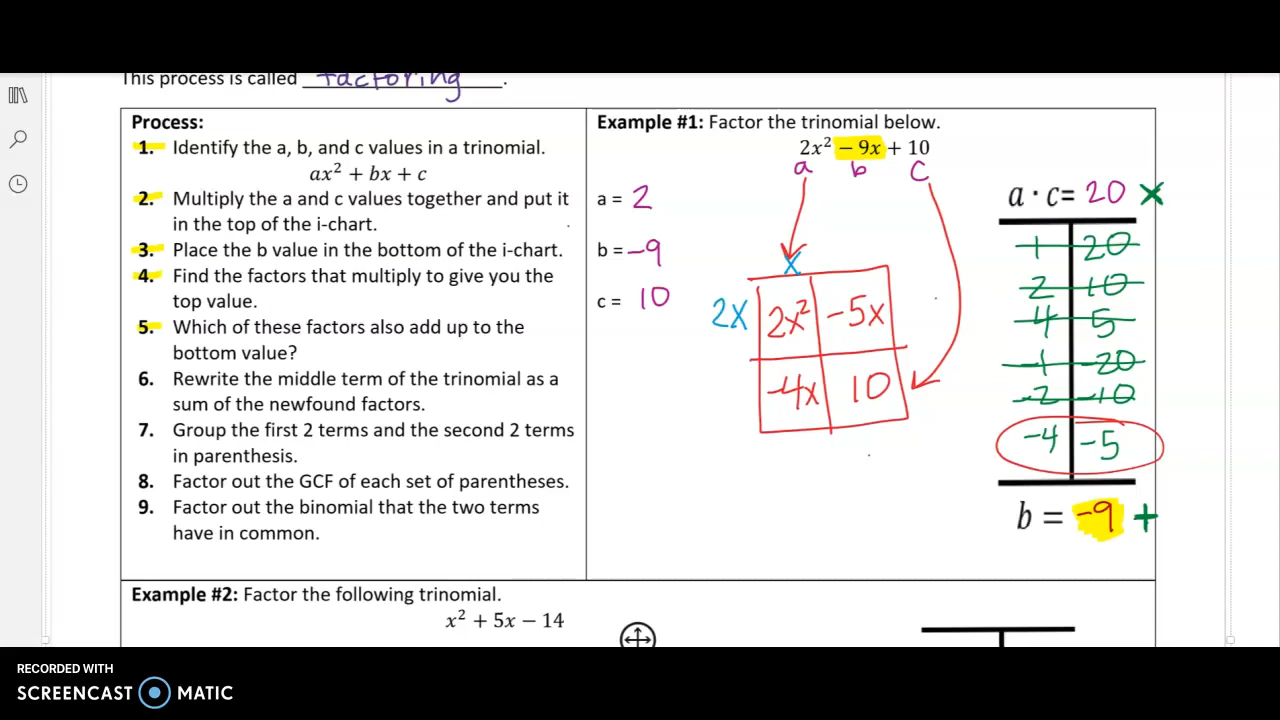 This process is called factoring.
Process:
1. Identify the a, b, and c values in a trinomial.
ax² + bx + c
2. Multiply the a and c values together and put it
in the top of the i-chart.
3. Place the b value in the bottom of the i-chart.
4. Find the factors that multiply to give you the
top value.
5. Which of these factors also add up to the
bottom value?
6. Rewrite the middle term of the trinomial as a
sum of the newfound factors.
7. Group the first 2 terms and the second 2 terms
in parenthesis.
8. Factor out the GCF of each set of parentheses.
9. Factor out the binomial that the two terms
have in common.
Example #1: Factor the trinomial below.
2x² − 9x + 10
a b c
a = 2
b = -9
c = 10
x
2x 2x² -5x
-4x 10
a · c = 20 ×
1 20
2 10
4 5
-1 -20
-2 -10
-4 -5
b = -9 +
Example #2: Factor the following trinomial.
x² + 5x − 14
RECORDED WITH
SCREENCAST MATIC